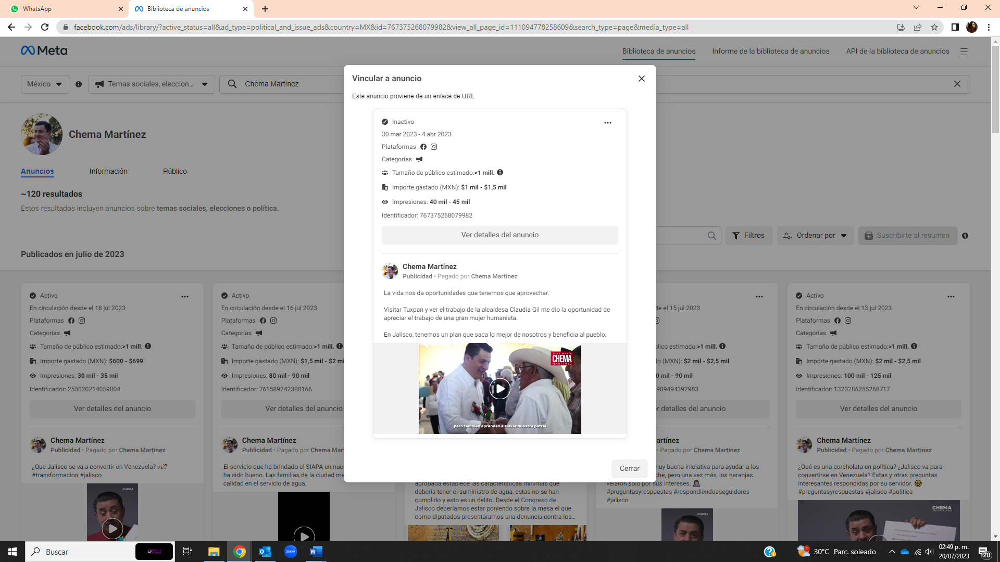 WhatsApp
Biblioteca de anuncios
facebook.com/ads/library/?active_status=all&ad_type=political_and_issue_ads&country=MX&id=767375268079982&view_all_page_id=111094778258609&search_type=page&media_type=all
Meta
Biblioteca de anuncios
Informe de la biblioteca de anuncios
API de la biblioteca de anuncios
México
Temas sociales, eleccion...
Chema Martínez
Chema Martínez
Anuncios
Información
Público
~120 resultados
Estos resultados incluyen anuncios sobre temas sociales, elecciones o política.
Filtros
Ordenar por
Suscribirte al resumen
Publicados en julio de 2023
Vincular a anuncio
Este anuncio proviene de un enlace de URL
Inactivo
30 mar 2023 - 4 abr 2023
Plataformas
Categorías
Tamaño de público estimado:>1 mill.
Importe gastado (MXN): $1 mil - $1,5 mil
Impresiones: 40 mil - 45 mil
Identificador: 767375268079982
Ver detalles del anuncio
Chema Martínez
Publicidad • Pagado por Chema Martínez
La vida nos da oportunidades que tenemos que aprovechar.
Visitar Tuxpan y ver el trabajo de la alcaldesa Claudia Gil me dio la oportunidad de
apreciar el trabajo de una gran mujer humanista.
En Jalisco, tenemos un plan que saca lo mejor de nosotros y beneficia al pueblo.
JOSÉ MARÍA
CHEMA
MARTÍNEZ
pero también aprenden a salvar nuestra patria
Cerrar
Activo
En circulación desde el 18 jul 2023
Plataformas
Categorías
Tamaño de público estimado:>1 mill.
Importe gastado (MXN): $600 - $699
Impresiones: 30 mil - 35 mil
Identificador: 255020214059004
Ver detalles del anuncio
Chema Martínez
Publicidad • Pagado por Chema Martínez
¿Que Jalisco se va a convertir en Venezuela? 🇻🇪⁉
#transformacion #jalisco
CHEMA
Activo
En circulación desde el 16 jul 2023
Plataformas
Categorías
Tamaño de público estimado:>1 mill.
Importe gastado (MXN): $1,5 mil - $2 mi
Impresiones: 80 mil - 90 mil
Identificador: 761589242388166
Ver detalles del anuncio
Chema Martínez
Publicidad • Pagado por Chema Mar
El servicio que ha brindado el SIAPA en nue
ha sido bueno. Las familias de la ciudad me
calidad en el servicio de agua.
aprobada establece las características mínimas que
debería tener el suministro de agua, estas no se han
cumplido y esto es un delito. Desde el Congreso de
Jalisco deberíamos estar poniendo sobre la mesa el que
como diputados presentáramos una denuncia contra los...
e el 15 jul 2023
lico estimado:>1 mill.
o (MXN): $2 mil - $2,5 mil
0 mil - 90 mil
989494392983
r detalles del anuncio
rtínez
Pagado por Chema Martínez
muy buena iniciativa para ayudar a los
che, pero una vez más, los naranjas
velaron solo por sus intereses.
#preguntasyrespuestas #respondiendoaseguidores
#jalisco
CHEMA
Activo
En circulación desde el 13 jul 2023
Plataformas
Categorías
Tamaño de público estimado:>1 mill.
Importe gastado (MXN): $2 mil - $2,5 mil
Impresiones: 100 mil - 125 mil
Identificador: 1323286255268717
Ver detalles del anuncio
Chema Martínez
Publicidad • Pagado por Chema Martínez
¿Qué es una corcholata en política? ¿Jalisco va para
convertirse en Venezuela? Estas y otras preguntas
interesantes respondidas por su servidor.
#preguntasyrespuestas #jalisco #politica
CHEMA
Buscar
zoom
30°C Parc. soleado
02:49 p. m.
20/07/2023
20